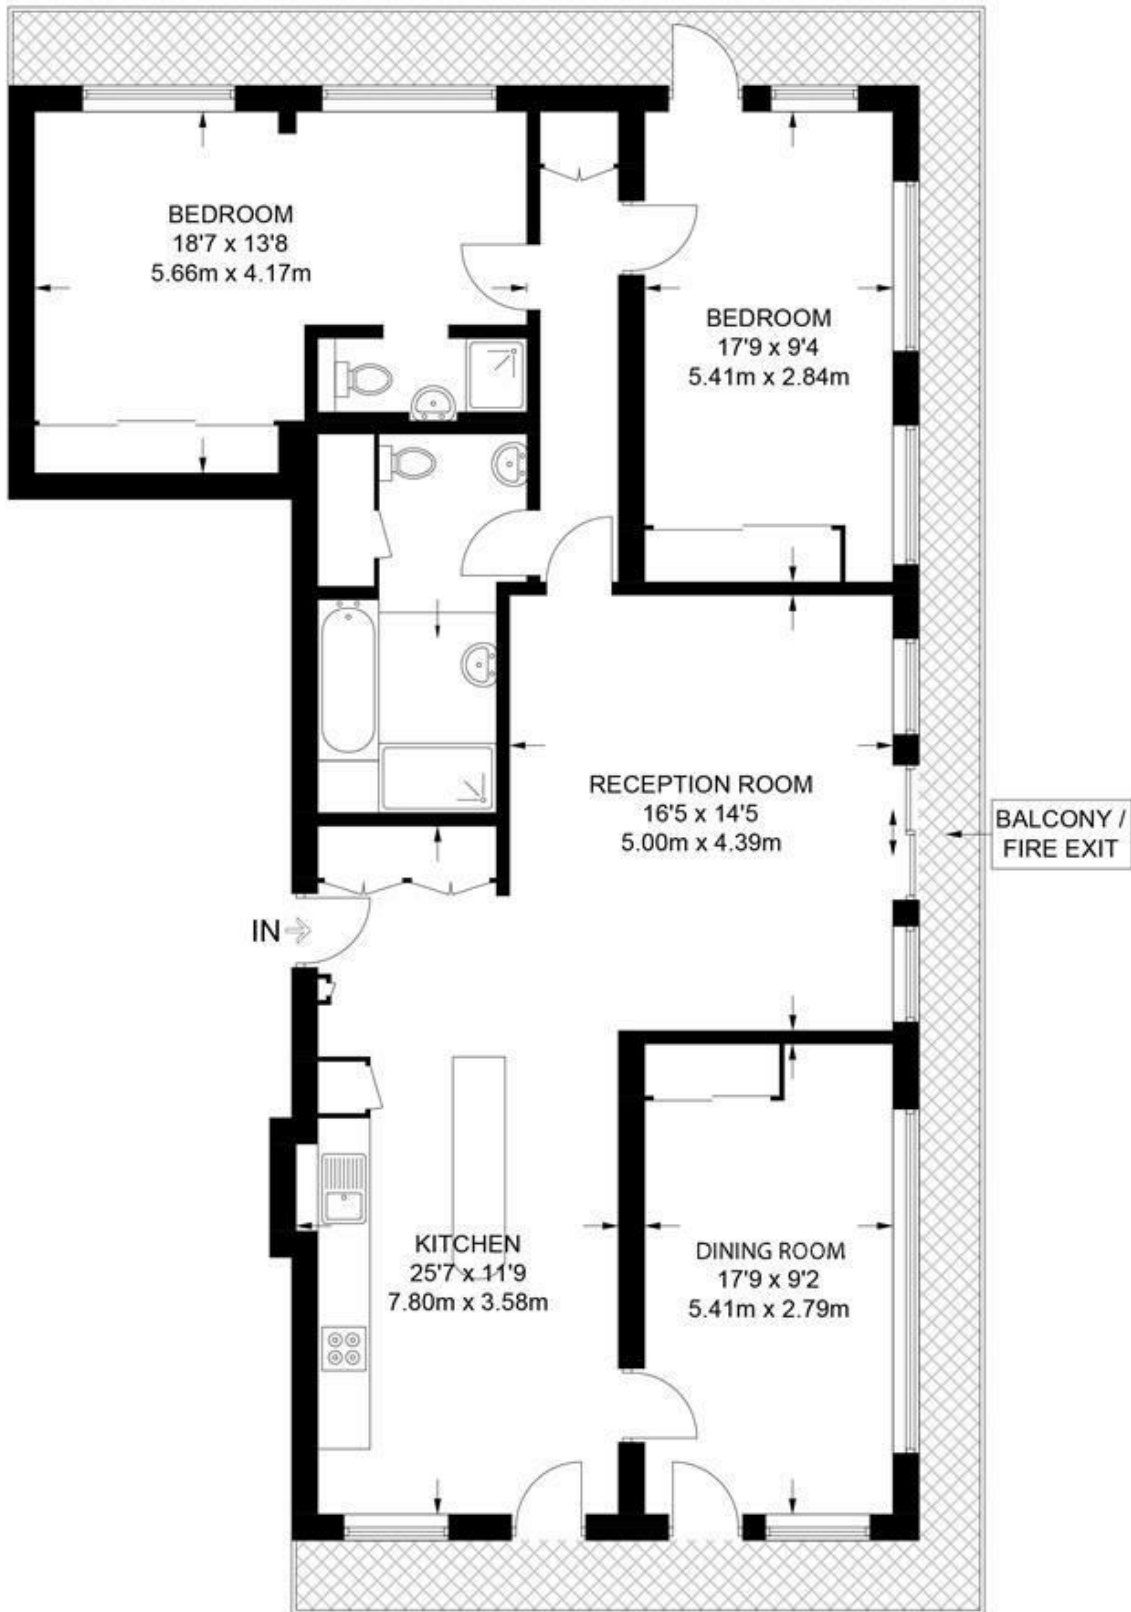 BEDROOM
18'7 x 13'8
5.66m x 4.17m
BEDROOM
17'9 x 9'4
5.41m x 2.84m
RECEPTION ROOM
16'5 x 14'5
5.00m x 4.39m
BALCONY /
FIRE EXIT
IN
KITCHEN
25'7 x 11'9
7.80m x 3.58m
DINING ROOM
17'9 x 9'2
5.41m x 2.79m